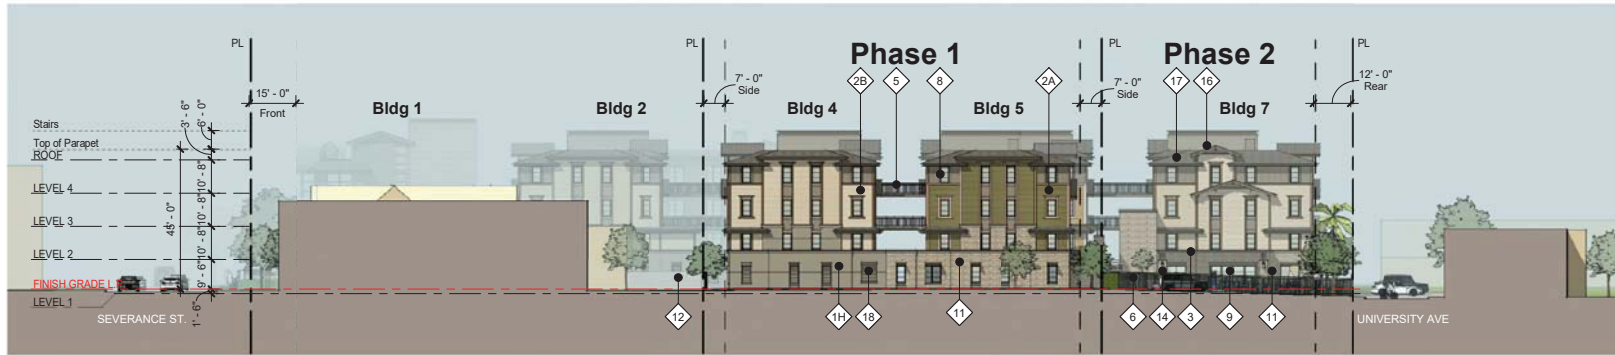 PL
PL
PL
PL
Phase 1
Phase 2
15' - 0"
Front
7' - 0"
Side
7' - 0"
Side
12' - 0"
Rear
2B
5
8
2A
17
16
Bldg 1
Bldg 2
Bldg 4
Bldg 5
Bldg 7
3' - 6"
6' - 0"
Stairs
Top of Parapet
ROOF
LEVEL 4
LEVEL 3
LEVEL 2
FINISH GRADE L
LEVEL 1
45' - 0"
10' - 8"
10' - 8"
10' - 8"
9' - 6"
1' - 6"
SEVERANCE ST.
UNIVERSITY AVE
12
1H
18
11
6
14
3
9
11